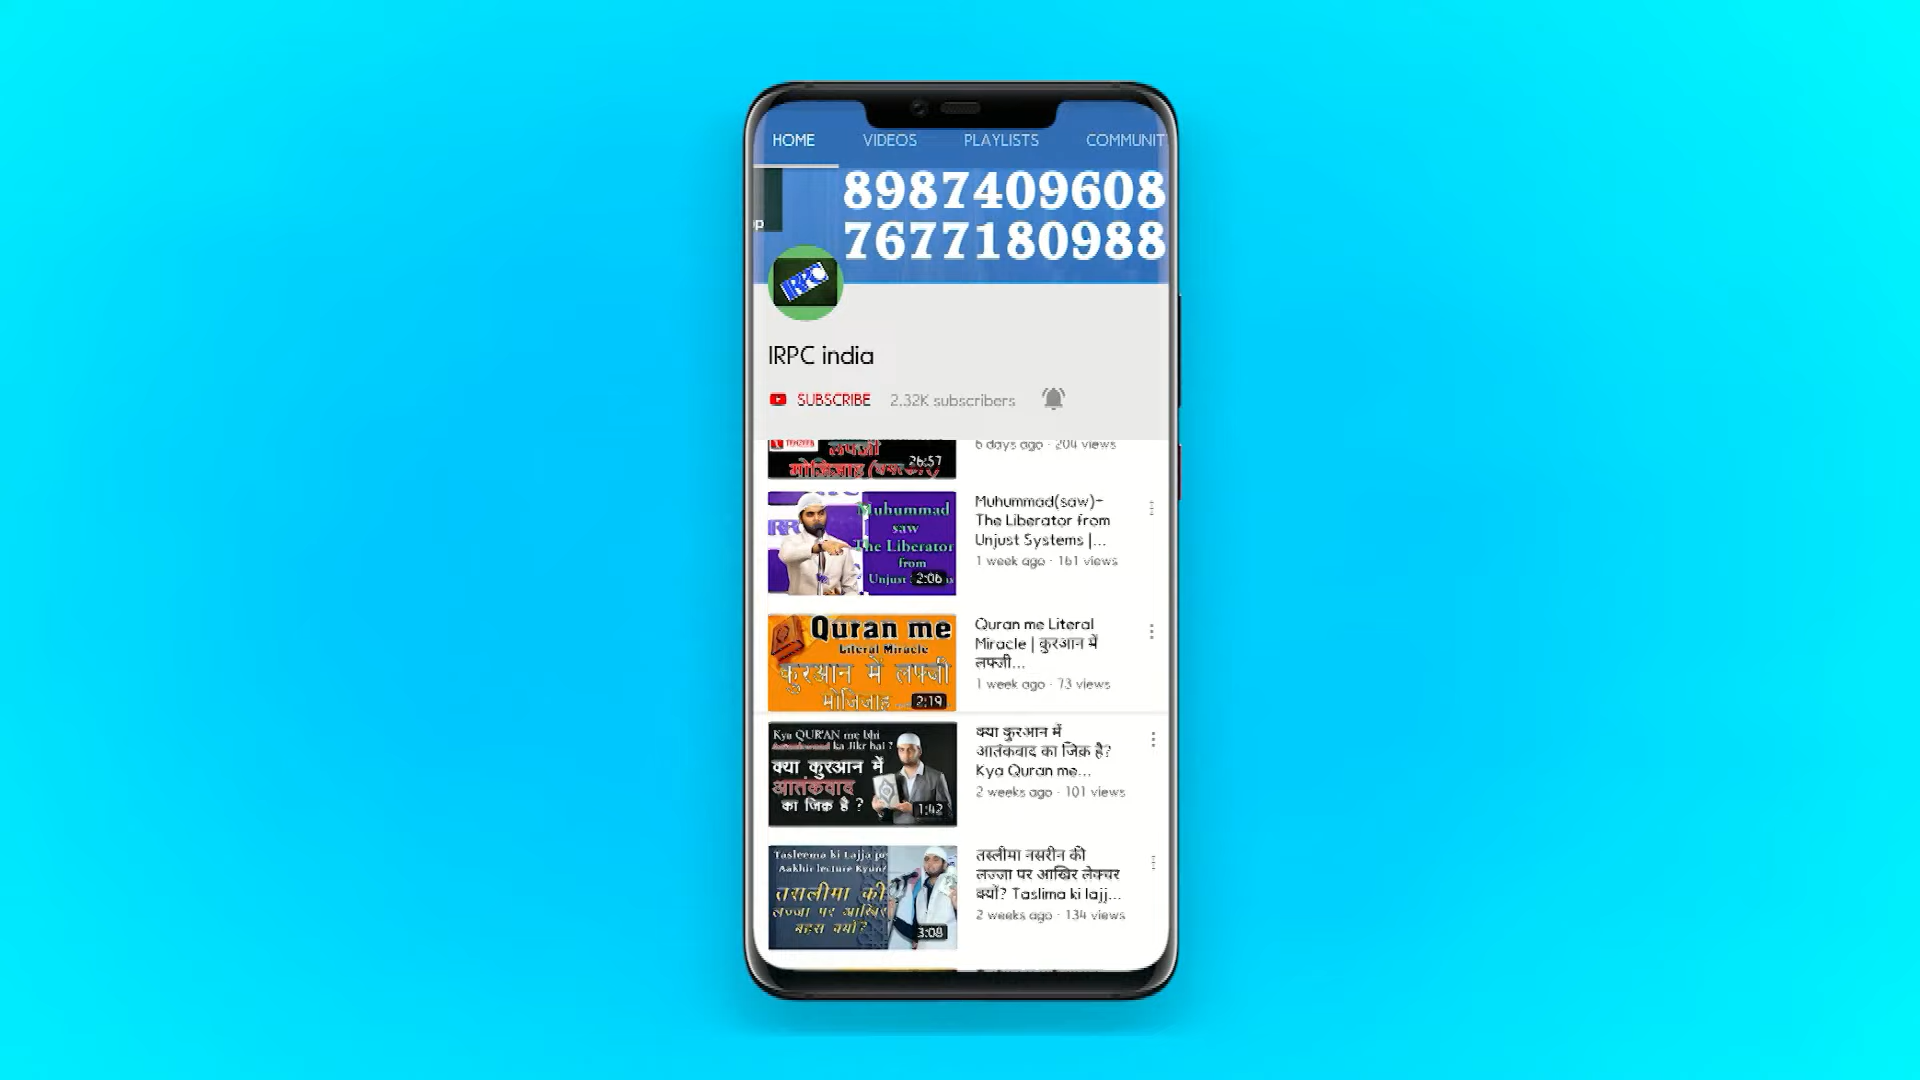 HOME VIDEOS PLAYLISTS COMMUNIT
8987409608
7677180988
IRPC
IRPC india
SUBSCRIBE 2.32K subscribers
लफ्ज़ी
26:57
6 days ago · 204 views
Muhummad
saw
The Liberator
from
Unjust
2:06
Muhummad(saw)-
The Liberator from
Unjust Systems |...
1 week ago · 161 views
Quran me
Literal Miracle
कुरआन में लफ्जी
मोजिजाह
2:19
Quran me Literal
Miracle | कुरआन में
लफ्जी...
1 week ago · 73 views
Kya QUR'AN me bhi
Aatankwaad ka Jikr hai ?
क्या कुरआन में
आतंकवाद
का जिक्र है ?
1:42
क्या कुरआन में
आतंकवाद का जिक्र है?
Kya Quran me...
2 weeks ago · 101 views
Tasleema ki Lajja pe
Aakhir lecture Kyun?
तसलीमा की
लज्जा पर आखिर
बहस क्यों?
3:08
तस्लीमा नसरीन की
लज्जा पर आखिर लेक्चर
क्यों? Taslima ki lajj...
2 weeks ago · 134 views